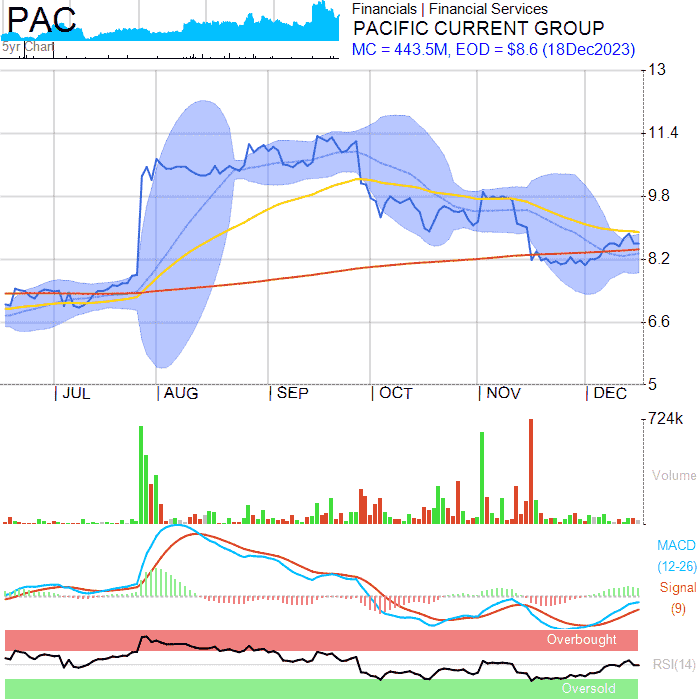 PAC
5yr Chart
Financials | Financial Services
PACIFIC CURRENT GROUP
MC = 443.5M, EOD = $8.6 (18Dec2023)
13
11.4
9.8
8.2
6.6
5
JUL
AUG
SEP
OCT
NOV
DEC
724k
Volume
MACD
(12-26)
Signal
(9)
Overbought
RSI(14)
Oversold